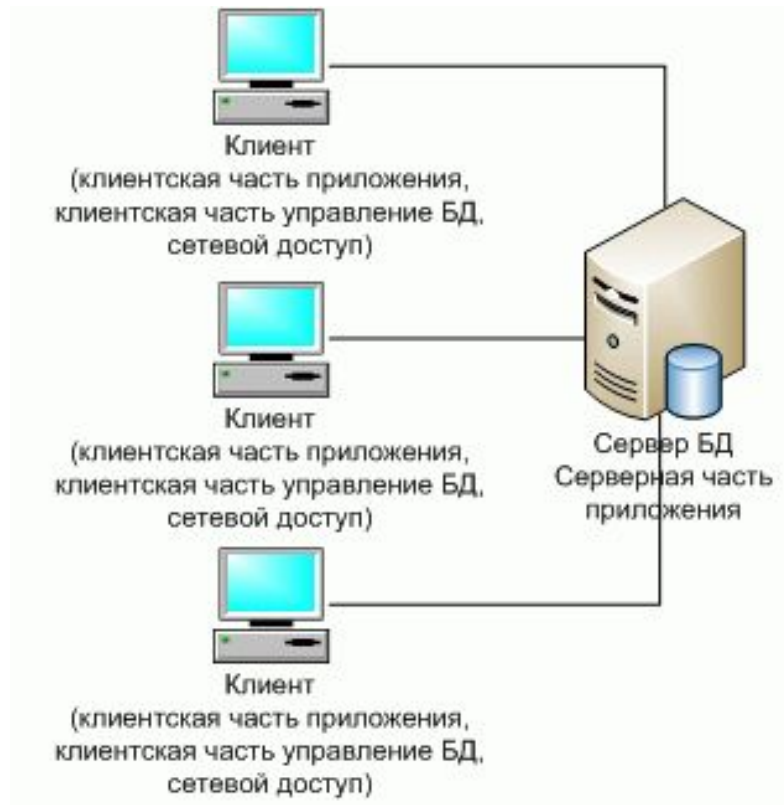 Клиент
(клиентская часть приложения,
клиентская часть управление БД,
сетевой доступ)
Клиент
(клиентская часть приложения,
клиентская часть управление БД,
сетевой доступ)
Сервер БД
Серверная часть
приложения
Клиент
(клиентская часть приложения,
клиентская часть управление БД,
сетевой доступ)